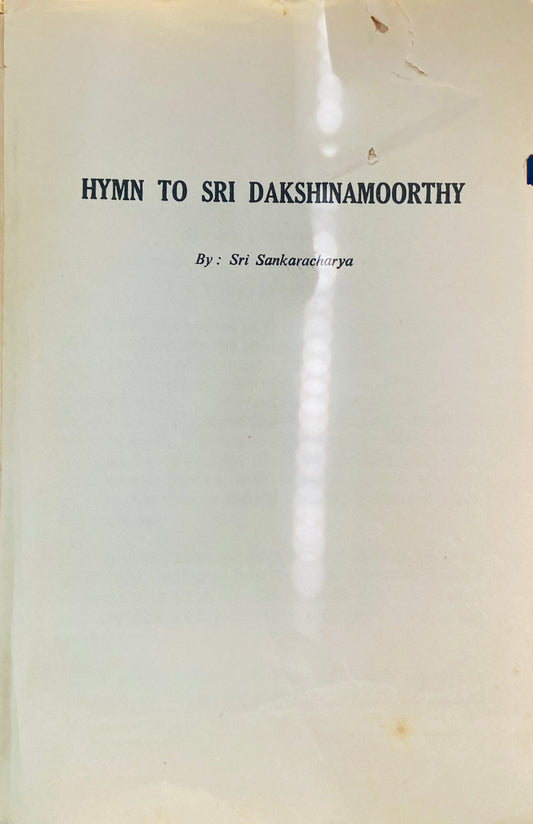 HYMN TO SRI DAKSHINAMOORTHY
By : Sri Sankaracharya